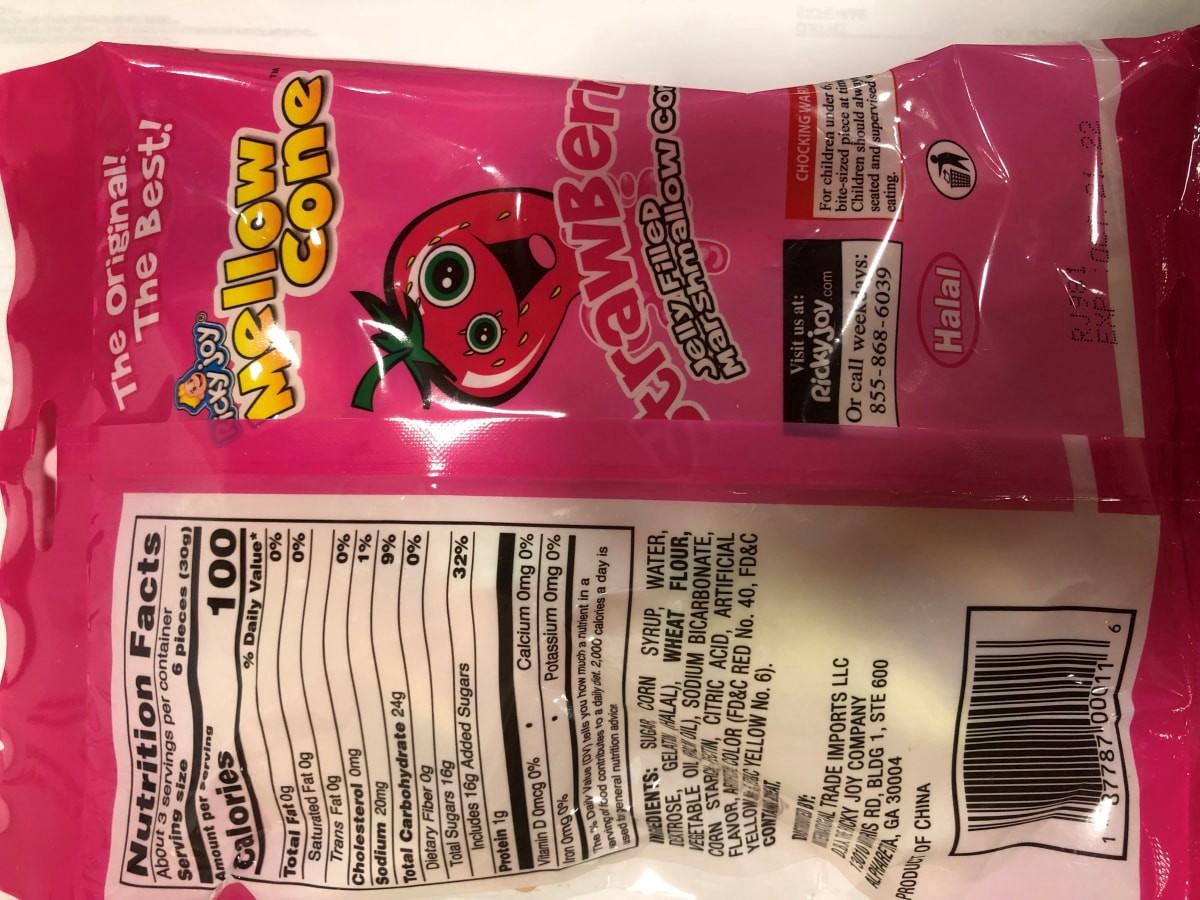 The Original!
The Best!
Ricky Joy
Mellow
Cone™
Jelly Filled
Marshmallow
CHOCKING
For children under 6,
bite-sized piece at
Children should
seated and supervised
eating.
Visit us at:
Rickyjoy.com
Or call weekdays:
855-868-6039
Halal
Nutrition Facts
About 3 servings per container
Serving size 6 pieces (30g)
Amount per serving
Calories 100
% Daily Value*
Total Fat 0g 0%
Saturated Fat 0g 0%
Trans Fat 0g
Cholesterol 0mg 0%
Sodium 20mg 1%
Total Carbohydrate 24g 9%
Dietary Fiber 0g 0%
Total Sugars 16g
Includes 16g Added Sugars 32%
Protein 1g
Vitamin D 0mcg 0% • Calcium 0mg 0%
Iron 0mg 0% • Potassium 0mg 0%
*The % Daily Value (DV) tells you how much a nutrient in a
serving of food contributes to a daily diet. 2,000 calories a day is
used to general nutrition advice
INGREDIENTS: SUGAR CORN SYRUP, WATER,
DEXTROSE, GELATIN (HALAL), WHEAT FLOUR,
VEGETABLE OIL SODIUM BICARBONATE,
CORN STARCH, CITRIC ACID, ARTIFICIAL
FLAVOR, COLOR (FD&C RED No. 40, FD&C
YELLOW YELLOW No. 6).
TRADE IMPORTS LLC
RICKY JOY COMPANY
RD, BLDG 1, STE 600
ALPHARETTA, GA 30004
PRODUCT OF CHINA
1 37787 00011 6